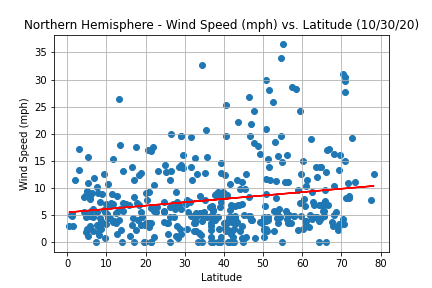 Northern Hemisphere - Wind Speed (mph) vs. Latitude (10/30/20)
Wind Speed (mph)
35
30
25
20
15
10
5
0
0 10 20 30 40 50 60 70 80
Latitude